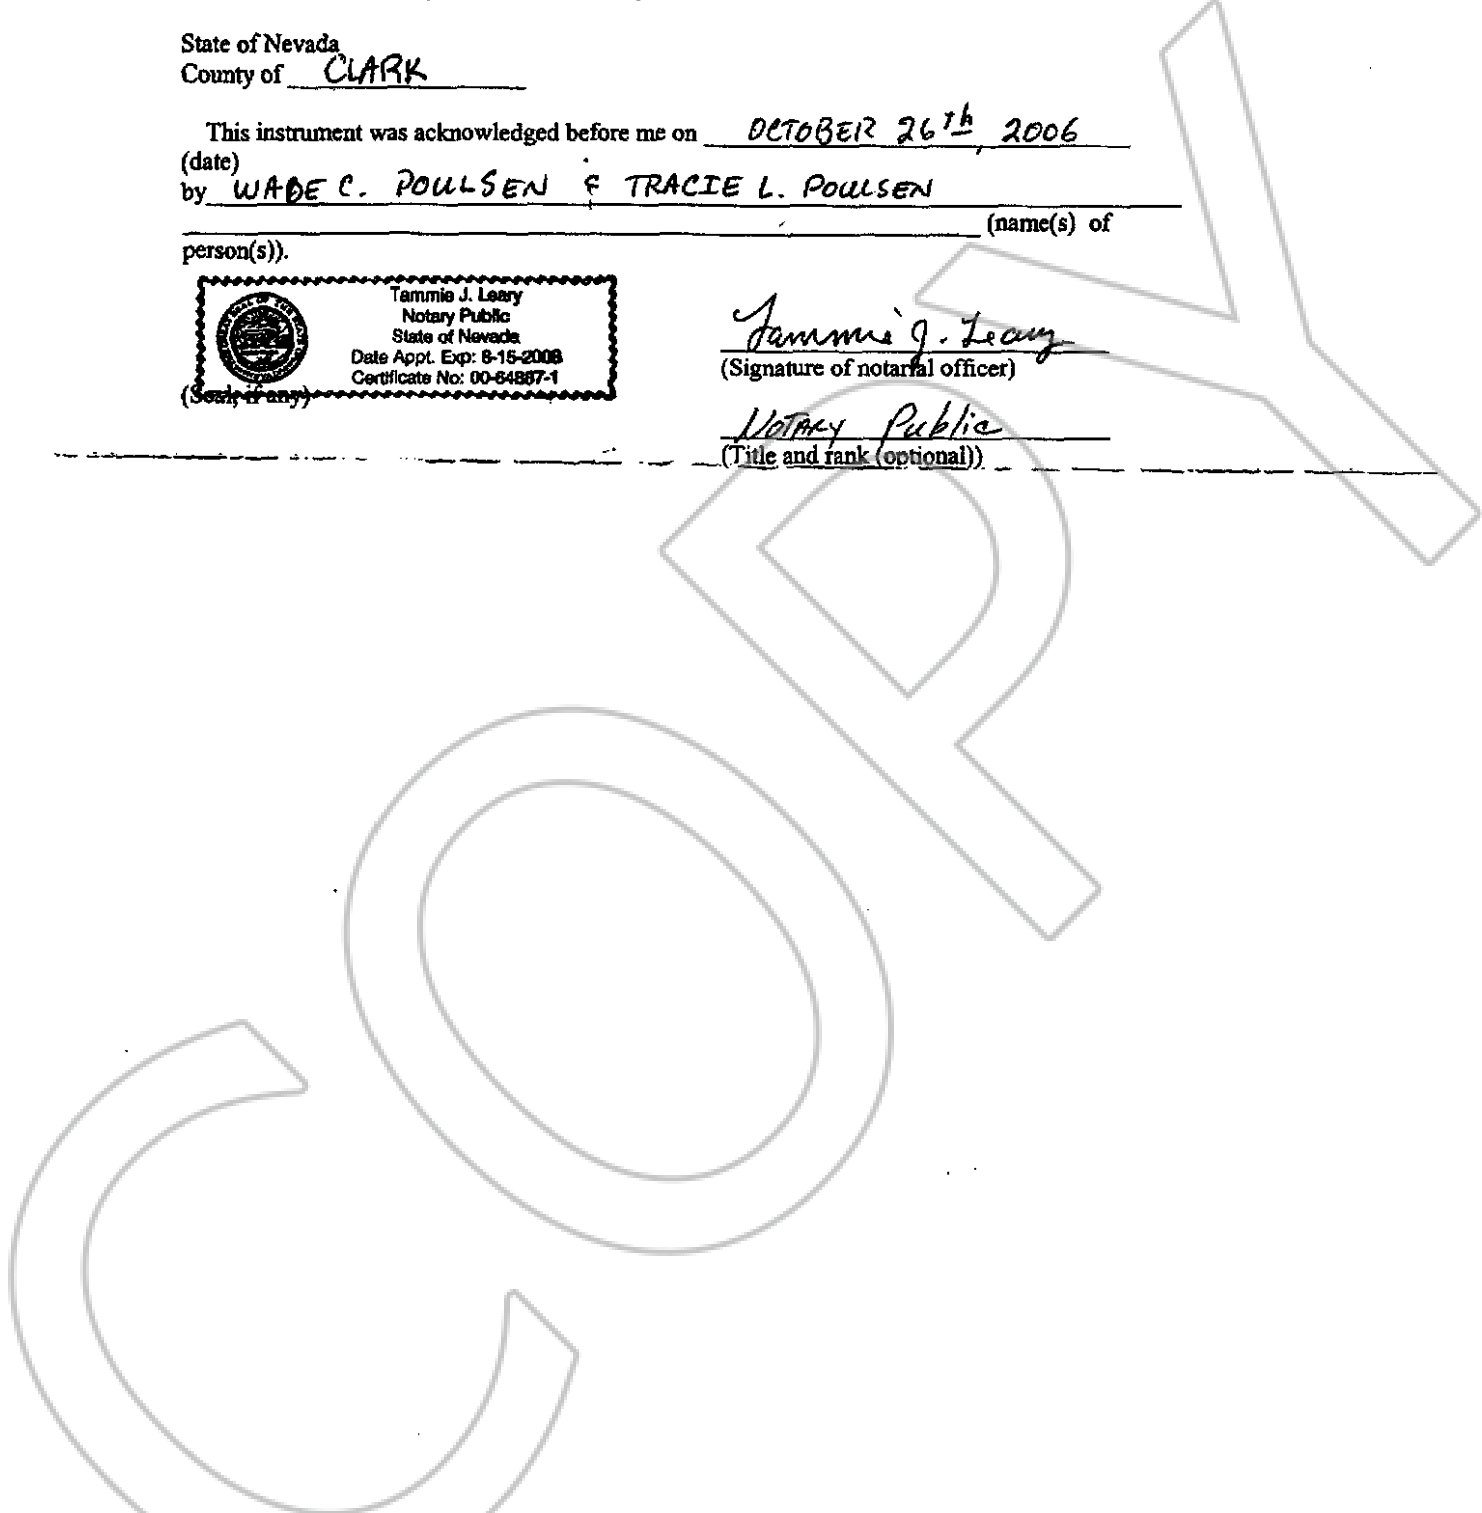 State of Nevada
County of CLARK
This instrument was acknowledged before me on OCTOBER 26th, 2006
(date)
by WADE C. POULSEN & TRACIE L. POULSEN
(name(s) of
person(s)).
Tammie J. Leary
Notary Public
State of Nevada
Date Appt. Exp: 8-15-2008
Certificate No: 00-64887-1
(Seal, if any)
Tammie J. Leary
(Signature of notarial officer)
NOTARY Public
(Title and rank (optional))
COPY